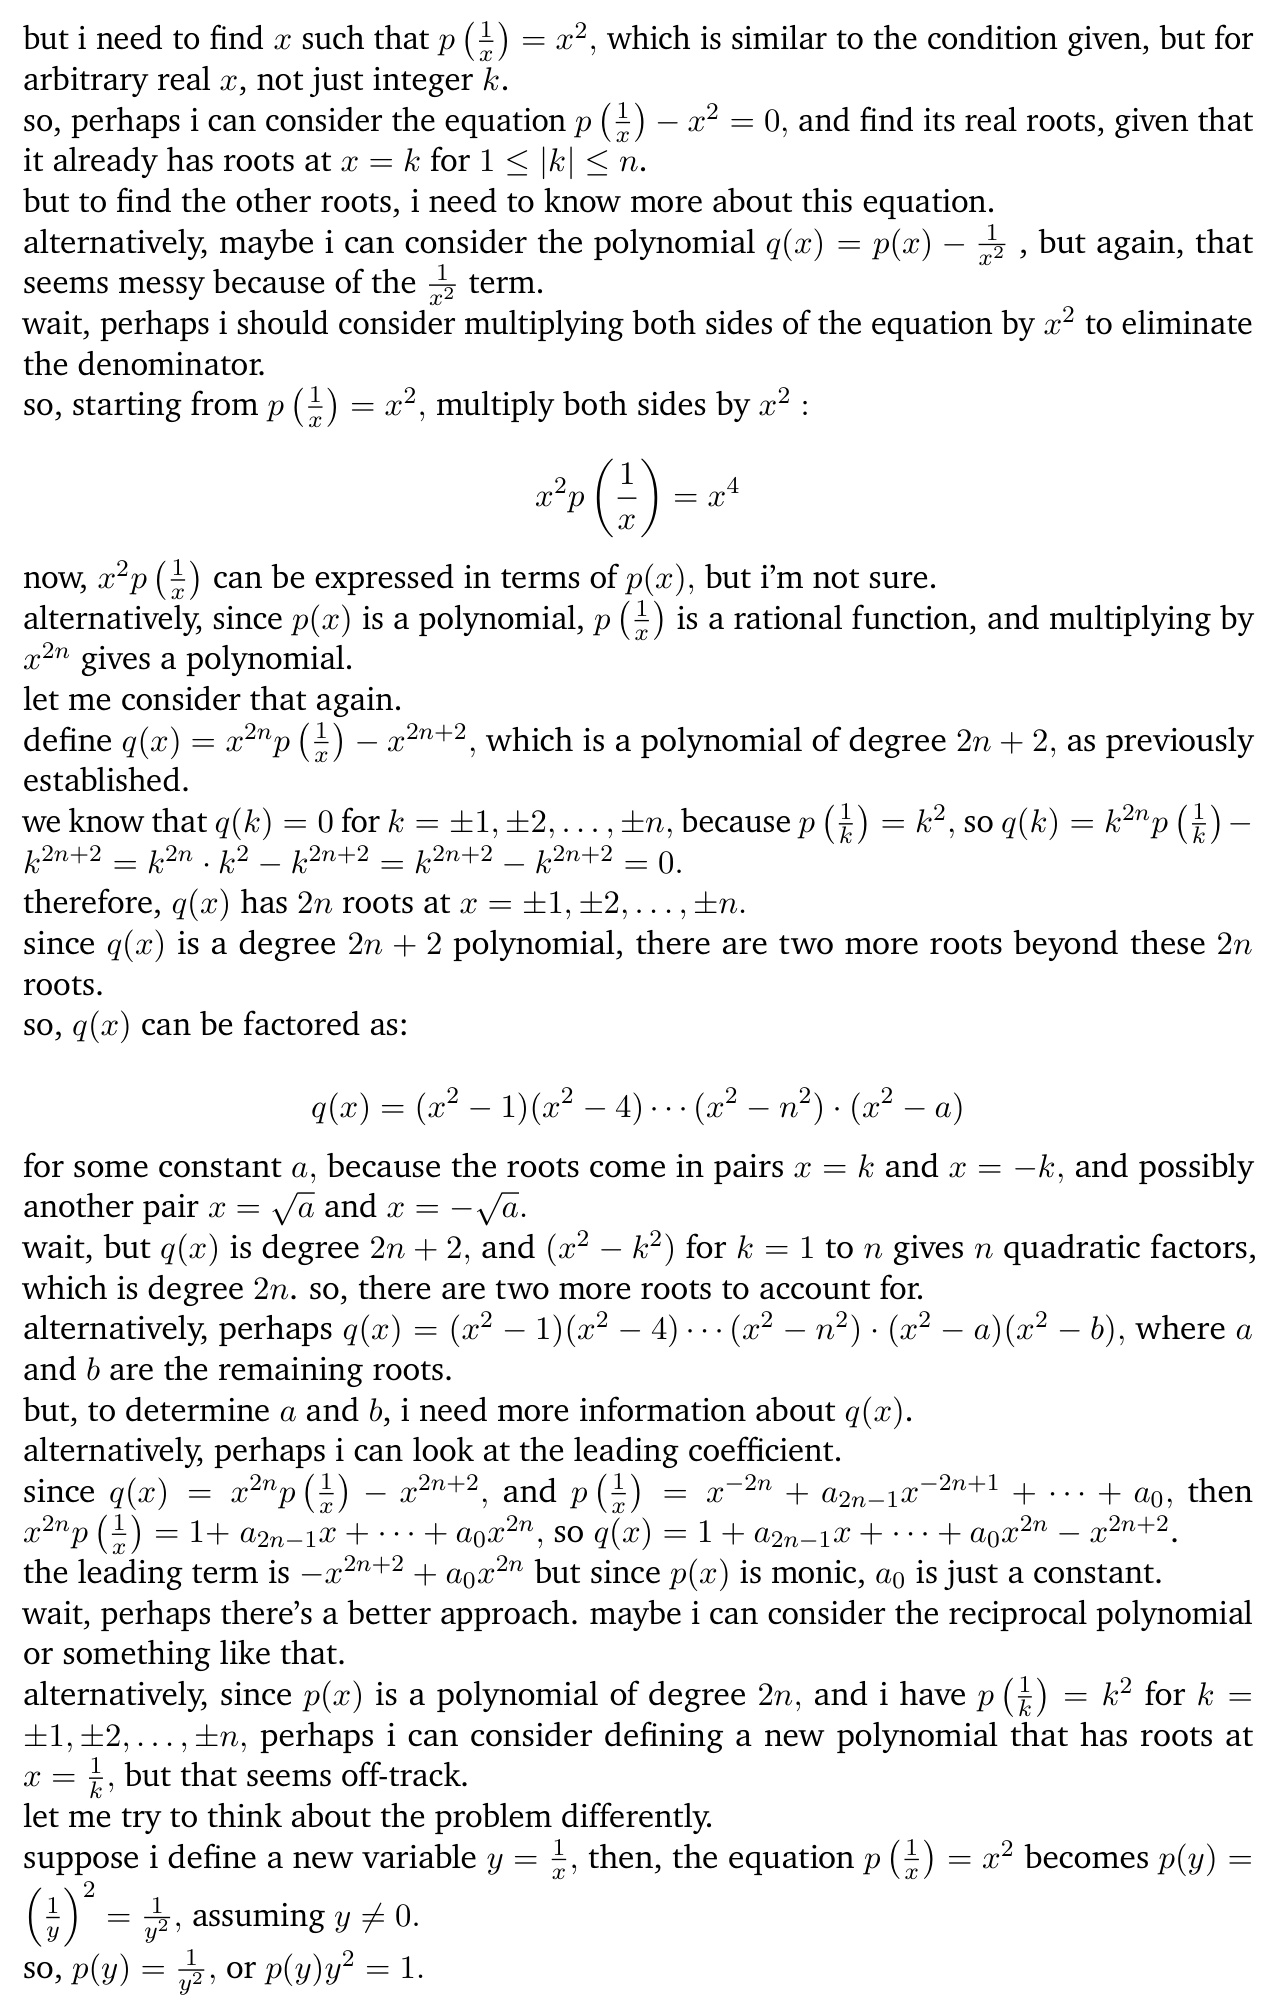 but i need to find $x$ such that $p\left(\frac{1}{x}\right) = x^2$, which is similar to the condition given, but for
arbitrary real $x$, not just integer $k$.
so, perhaps i can consider the equation $p\left(\frac{1}{x}\right) - x^2 = 0$, and find its real roots, given that
it already has roots at $x = k$ for $1 \leq |k| \leq n$.
but to find the other roots, i need to know more about this equation.
alternatively, maybe i can consider the polynomial $q(x) = p(x) - \frac{1}{x^2}$ , but again, that
seems messy because of the $\frac{1}{x^2}$ term.
wait, perhaps i should consider multiplying both sides of the equation by $x^2$ to eliminate
the denominator.
so, starting from $p\left(\frac{1}{x}\right) = x^2$, multiply both sides by $x^2$ :
$$x^2 p\left(\frac{1}{x}\right) = x^4$$
now, $x^2 p\left(\frac{1}{x}\right)$ can be expressed in terms of $p(x)$, but i'm not sure.
alternatively, since $p(x)$ is a polynomial, $p\left(\frac{1}{x}\right)$ is a rational function, and multiplying by
$x^{2n}$ gives a polynomial.
let me consider that again.
define $q(x) = x^{2n} p\left(\frac{1}{x}\right) - x^{2n+2}$, which is a polynomial of degree $2n + 2$, as previously
established.
we know that $q(k) = 0$ for $k = \pm 1, \pm 2, \ldots, \pm n$, because $p\left(\frac{1}{k}\right) = k^2$, so $q(k) = k^{2n} p\left(\frac{1}{k}\right) -$
$k^{2n+2} = k^{2n} \cdot k^2 - k^{2n+2} = k^{2n+2} - k^{2n+2} = 0$.
therefore, $q(x)$ has $2n$ roots at $x = \pm 1, \pm 2, \ldots, \pm n$.
since $q(x)$ is a degree $2n + 2$ polynomial, there are two more roots beyond these $2n$
roots.
so, $q(x)$ can be factored as:
$$q(x) = (x^2 - 1)(x^2 - 4) \cdots (x^2 - n^2) \cdot (x^2 - a)$$
for some constant $a$, because the roots come in pairs $x = k$ and $x = -k$, and possibly
another pair $x = \sqrt{a}$ and $x = -\sqrt{a}$.
wait, but $q(x)$ is degree $2n + 2$, and $(x^2 - k^2)$ for $k = 1$ to $n$ gives $n$ quadratic factors,
which is degree $2n$. so, there are two more roots to account for.
alternatively, perhaps $q(x) = (x^2 - 1)(x^2 - 4) \cdots (x^2 - n^2) \cdot (x^2 - a)(x^2 - b)$, where $a$
and $b$ are the remaining roots.
but, to determine $a$ and $b$, i need more information about $q(x)$.
alternatively, perhaps i can look at the leading coefficient.
since $q(x) = x^{2n} p\left(\frac{1}{x}\right) - x^{2n+2}$, and $p\left(\frac{1}{x}\right) = x^{-2n} + a_{2n-1} x^{-2n+1} + \cdots + a_0$, then
$x^{2n} p\left(\frac{1}{x}\right) = 1 + a_{2n-1} x + \cdots + a_0 x^{2n}$, so $q(x) = 1 + a_{2n-1} x + \cdots + a_0 x^{2n} - x^{2n+2}$.
the leading term is $-x^{2n+2} + a_0 x^{2n}$ but since $p(x)$ is monic, $a_0$ is just a constant.
wait, perhaps there's a better approach. maybe i can consider the reciprocal polynomial
or something like that.
alternatively, since $p(x)$ is a polynomial of degree $2n$, and i have $p\left(\frac{1}{k}\right) = k^2$ for $k =$
$\pm 1, \pm 2, \ldots, \pm n$, perhaps i can consider defining a new polynomial that has roots at
$x = \frac{1}{k}$, but that seems off-track.
let me try to think about the problem differently.
suppose i define a new variable $y = \frac{1}{x}$, then, the equation $p\left(\frac{1}{x}\right) = x^2$ becomes $p(y) =$
$\left(\frac{1}{y}\right)^2 = \frac{1}{y^2}$, assuming $y \neq 0$.
so, $p(y) = \frac{1}{y^2}$, or $p(y) y^2 = 1$.